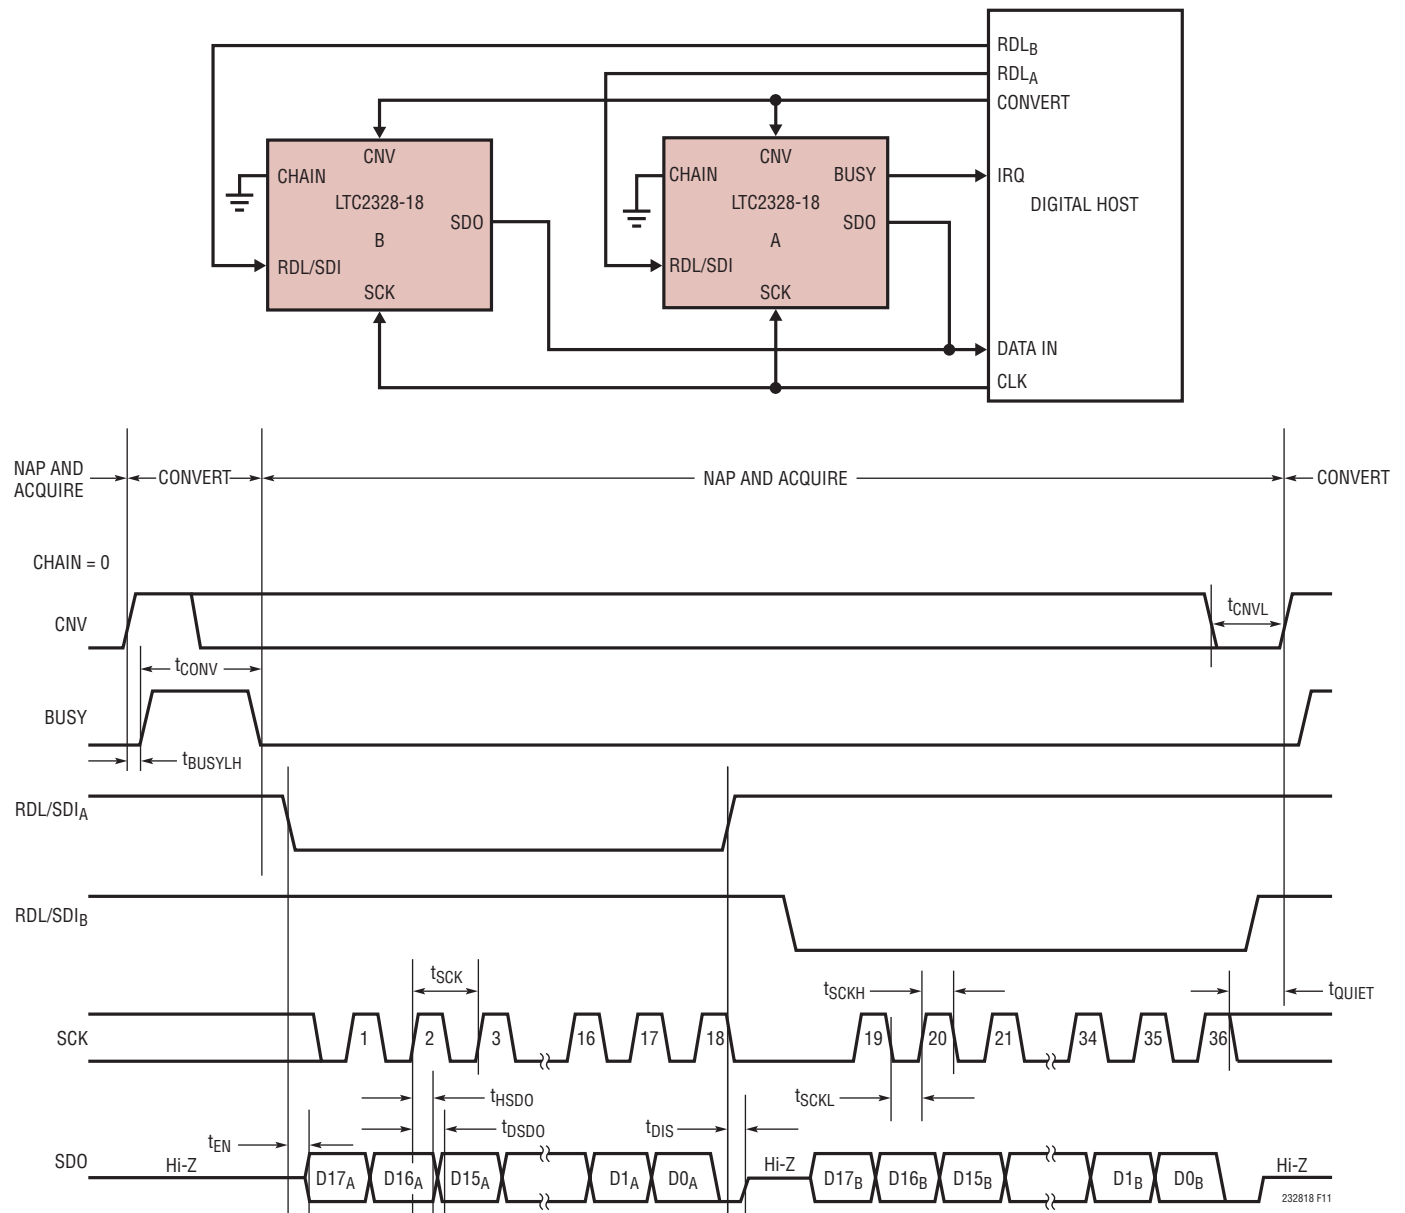 RDLB
RDLA
CONVERT
CNV
CNV
CHAIN
CHAIN
BUSY
IRQ
LTC2328-18
LTC2328-18
DIGITAL HOST
SDO
SDO
B
A
RDL/SDI
RDL/SDI
SCK
SCK
DATA IN
CLK
NAP AND
ACQUIRE
CONVERT
NAP AND ACQUIRE
CONVERT
CHAIN = 0
CNV
tCNVL
tCONV
BUSY
tBUSYLH
RDL/SDIA
RDL/SDIB
tSCK
tSCKH
tQUIET
SCK
1 2 3 16 17 18 19 20 21 34 35 36
tHSDO
tSCKL
tEN
tDSDO
tDIS
SDO
Hi-Z
D17A D16A D15A D1A D0A
Hi-Z
D17B D16B D15B D1B D0B
Hi-Z
232818 F11